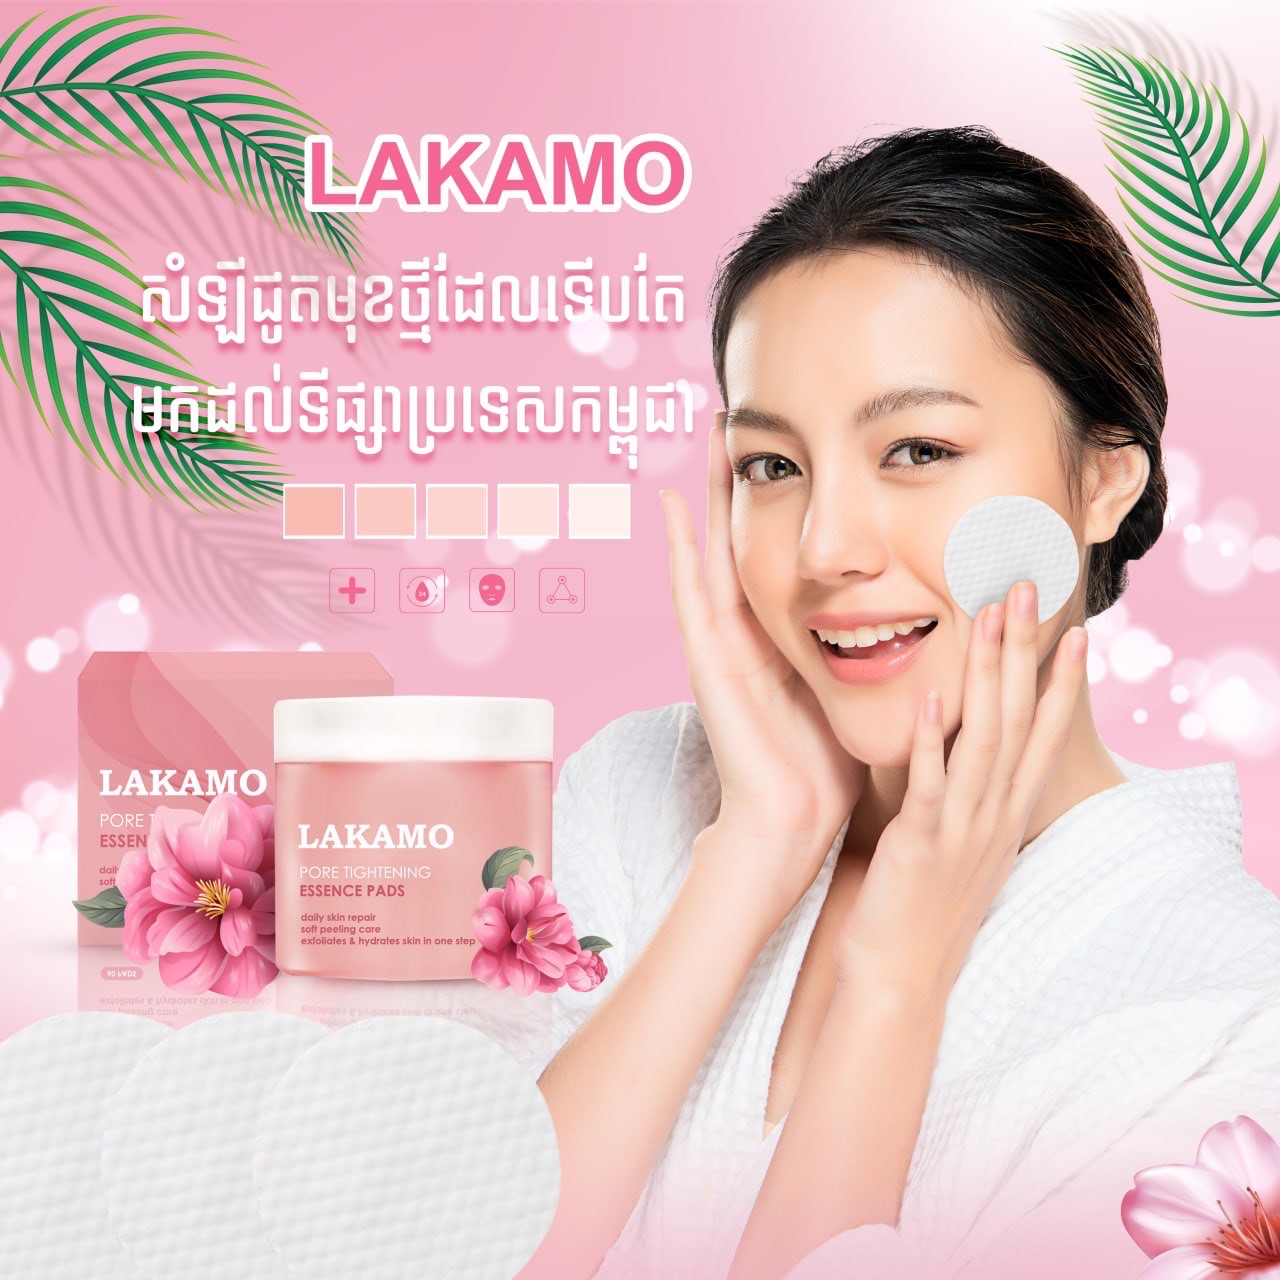 LAKAMO
សំឡីជូតមុខថ្មីដែលទើបតែ
មកដល់ទីផ្សារប្រទេសកម្ពុជា
24
LAKAMO
PORE
ESSEN
LAKAMO
PORE TIGHTENING
ESSENCE PADS
daily skin repair
soft peeling care
exfoliates & hydrates skin in one step